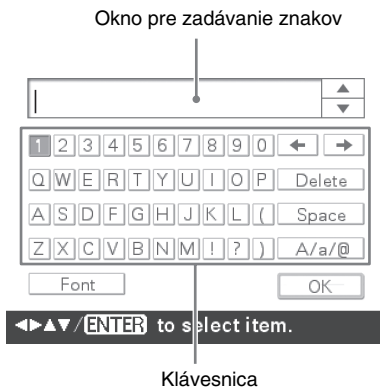 Okno pre zadávanie znakov
1 2 3 4 5 6 7 8 9 0 ← →
Q W E R T Y U I O P Delete
A S D F G H J K L ( Space
Z X C V B N M ! ? ) A/a/@
Font OK
◄►▲▼/ENTER to select item.
Klávesnica